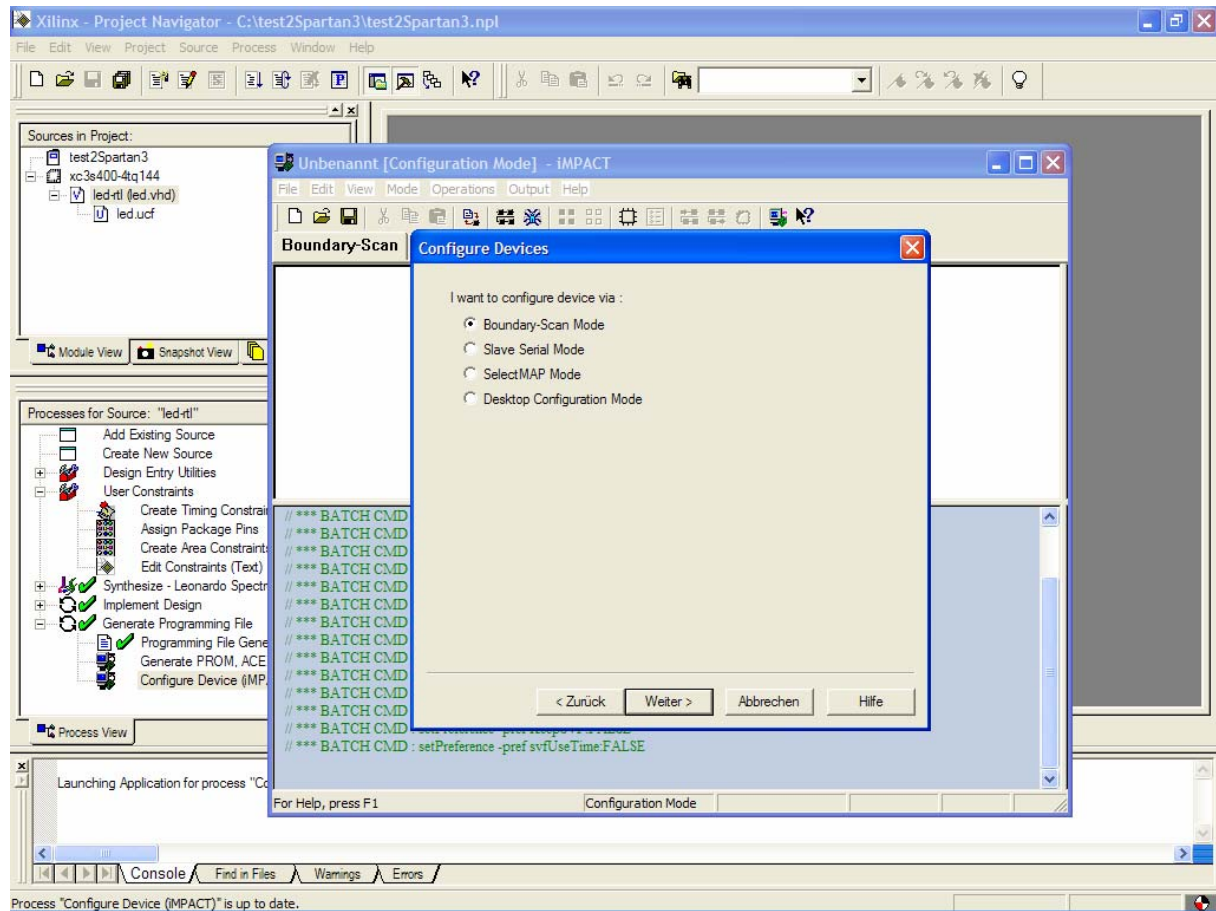 Xilinx - Project Navigator - C:\test2Spartan3\test2Spartan3.npl
File Edit View Project Source Process Window Help
Sources in Project:
test2Spartan3
xc3s400-4tq144
led-rtl (led.vhd)
led.ucf
Module View
Snapshot View
Processes for Source: "led-rtl"
Add Existing Source
Create New Source
Design Entry Utilities
User Constraints
Create Timing Constrain
Assign Package Pins
Create Area Constraints
Edit Constraints (Text)
Synthesize - Leonardo Spectr
Implement Design
Generate Programming File
Programming File Gene
Generate PROM, ACE
Configure Device (iMP
Process View
Unbenannt [Configuration Mode] - iMPACT
File Edit View Mode Operations Output Help
Boundary-Scan
Configure Devices
I want to configure device via :
Boundary-Scan Mode
Slave Serial Mode
SelectMAP Mode
Desktop Configuration Mode
< Zurück
Weiter >
Abbrechen
Hilfe
// *** BATCH CMD
// *** BATCH CMD
// *** BATCH CMD
// *** BATCH CMD
// *** BATCH CMD
// *** BATCH CMD
// *** BATCH CMD
// *** BATCH CMD
// *** BATCH CMD
// *** BATCH CMD
// *** BATCH CMD
// *** BATCH CMD
// *** BATCH CMD :
// *** BATCH CMD : setPreference -pref svfUseTime:FALSE
For Help, press F1
Configuration Mode
Launching Application for process "Co
Console
Find in Files
Warnings
Errors
Process "Configure Device (iMPACT)" is up to date.